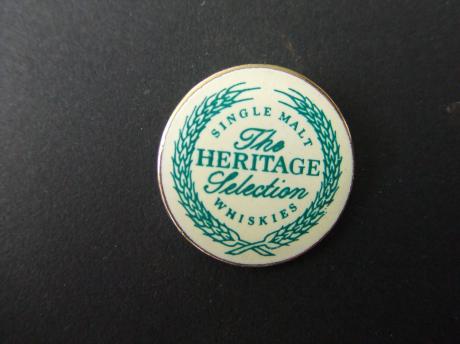 SINGLE MALT
The
HERITAGE
Selection
WHISKIES